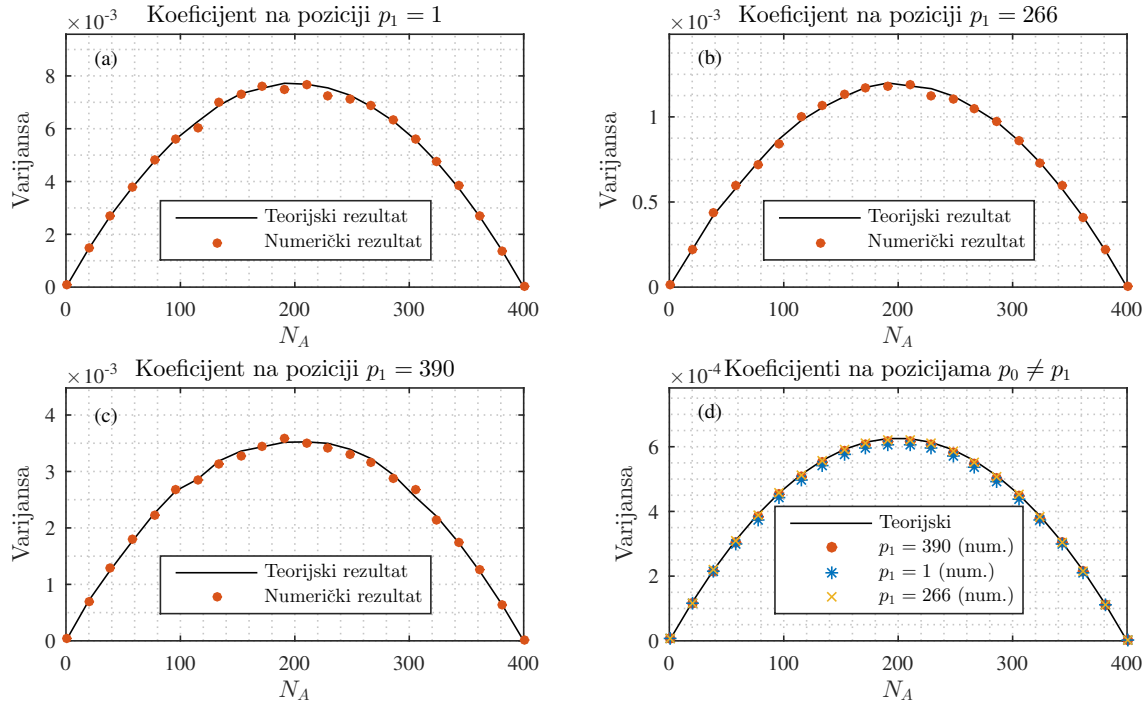 Koeficijent na poziciji p₁ = 1
×10⁻³
(a)
Varijansa
8
6
4
2
0
Teorijski rezultat
Numerički rezultat
0 100 200 300 400
N_A
Koeficijent na poziciji p₁ = 266
×10⁻³
(b)
Varijansa
1
0.5
0
Teorijski rezultat
Numerički rezultat
0 100 200 300 400
N_A
Koeficijent na poziciji p₁ = 390
×10⁻³
(c)
Varijansa
4
3
2
1
0
Teorijski rezultat
Numerički rezultat
0 100 200 300 400
N_A
Koeficijenti na pozicijama p₀ ≠ p₁
×10⁻⁴
(d)
Varijansa
6
4
2
0
Teorijski
p₁ = 390 (num.)
p₁ = 1 (num.)
p₁ = 266 (num.)
0 100 200 300 400
N_A